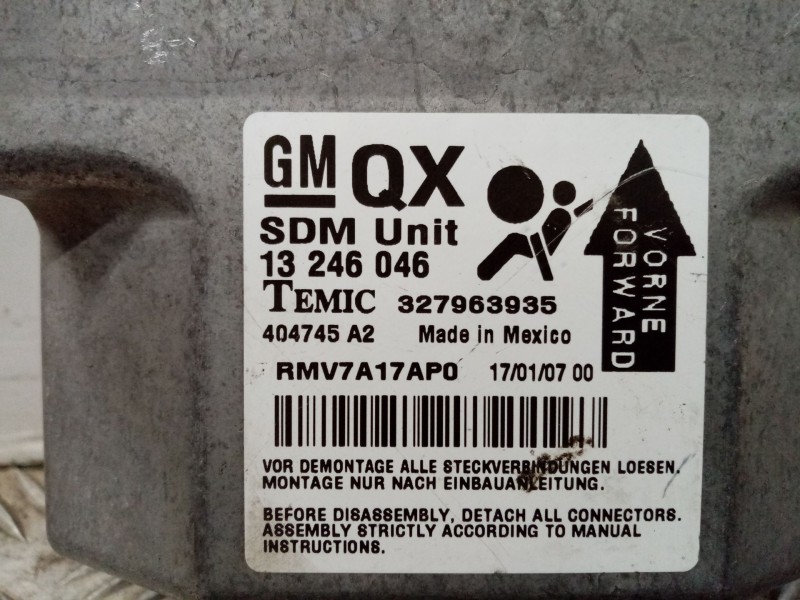 GM QX
SDM Unit
13 246 046
TEMIC 327963935
404745 A2 Made in Mexico
RMV7A17AP0 17/01/07 00
VORNE
FORWARD
VOR DEMONTAGE ALLE STECKVERBINDUNGEN LOESEN.
MONTAGE NUR NACH EINBAUANLEITUNG.
BEFORE DISASSEMBLY, DETACH ALL CONNECTORS.
ASSEMBLY STRICTLY ACCORDING TO MANUAL
INSTRUCTIONS.